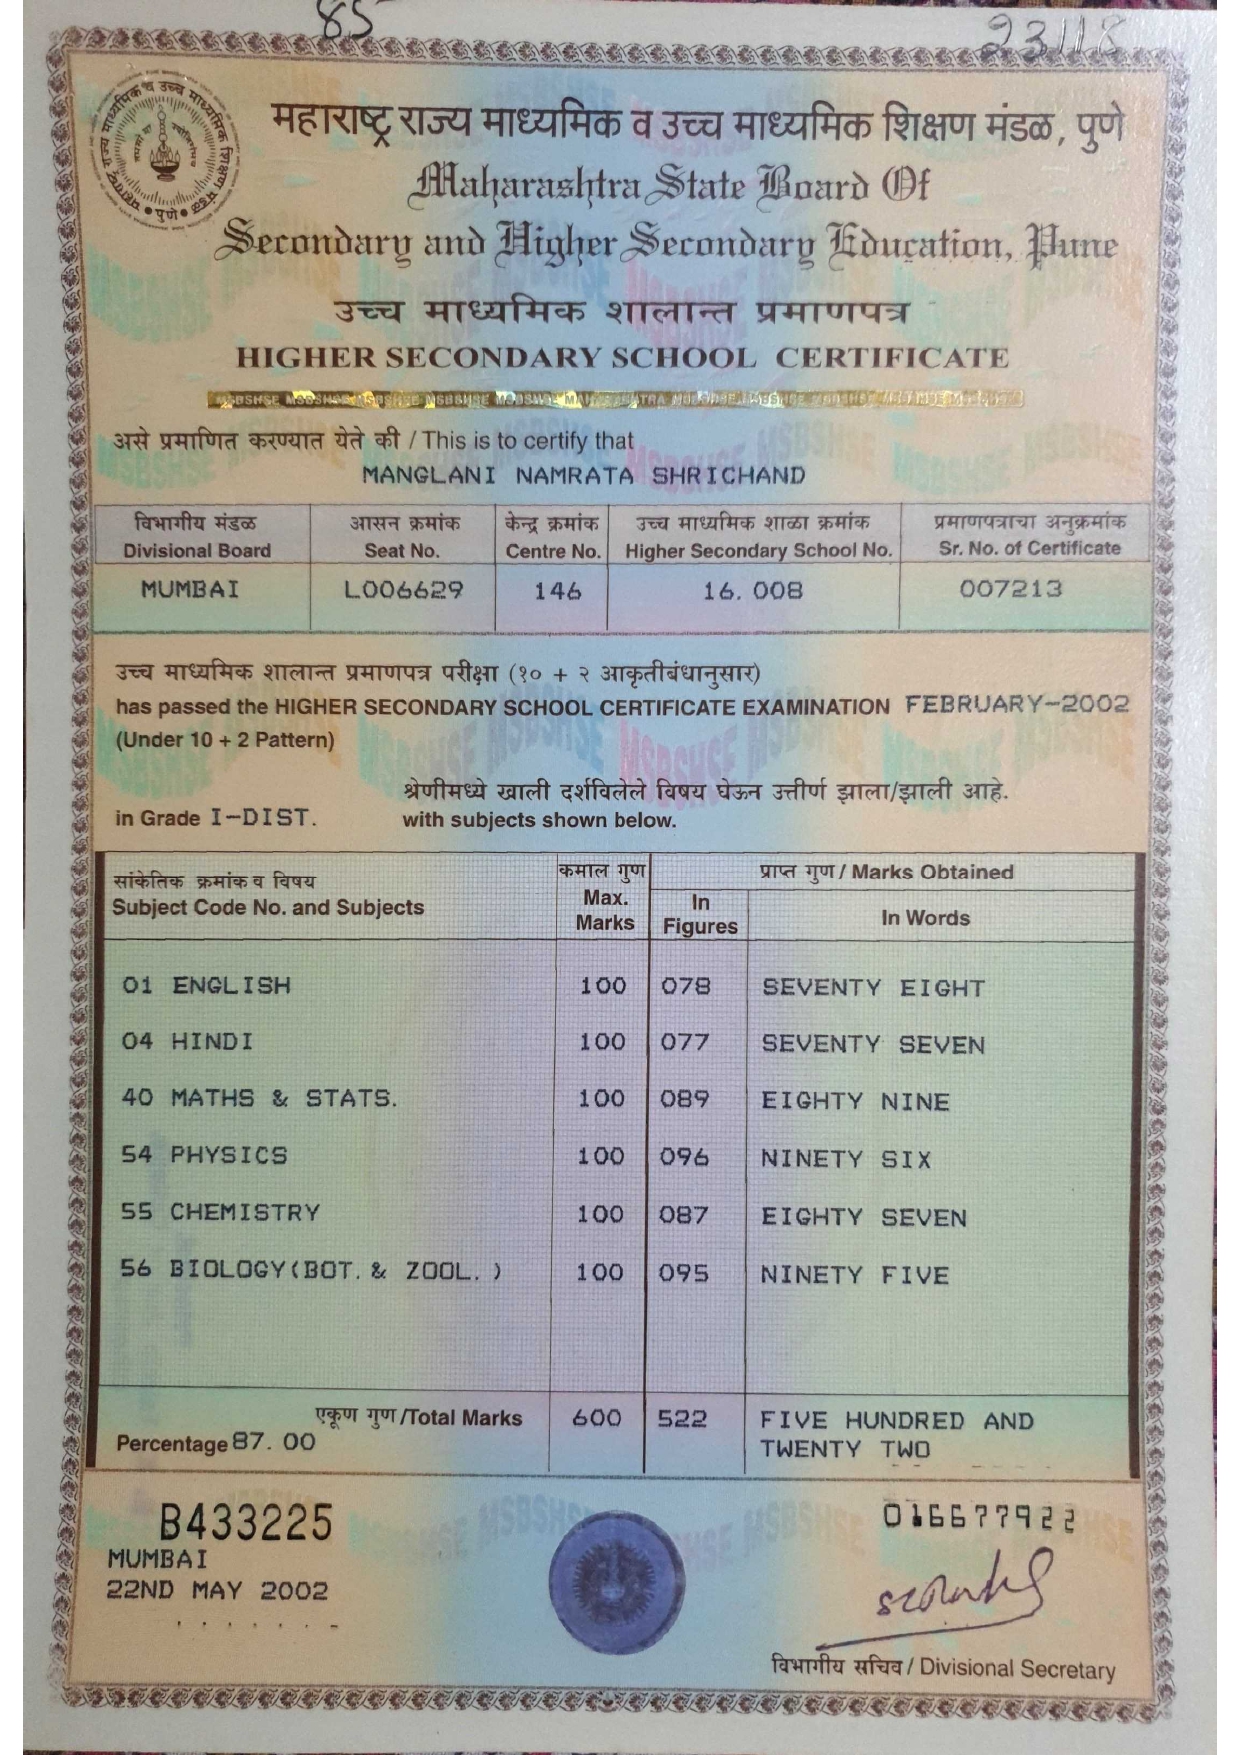 85
23118
महाराष्ट्र राज्य माध्यमिक व उच्च माध्यमिक शिक्षण मंडळ, पुणे
Maharashtra State Board Of
Secondary and Higher Secondary Education, Pune
उच्च माध्यमिक शालान्त प्रमाणपत्र
HIGHER SECONDARY SCHOOL CERTIFICATE
असे प्रमाणित करण्यात येते की / This is to certify that
MANGLANI NAMRATA SHRICHAND
विभागीय मंडळ आसन क्रमांक केन्द्र क्रमांक उच्च माध्यमिक शाळा क्रमांक प्रमाणपत्राचा अनुक्रमांक
Divisional Board Seat No. Centre No. Higher Secondary School No. Sr. No. of Certificate
MUMBAI L006629 146 16.008 007213
उच्च माध्यमिक शालान्त प्रमाणपत्र परीक्षा (१० + २ आकृतीबंधानुसार)
has passed the HIGHER SECONDARY SCHOOL CERTIFICATE EXAMINATION FEBRUARY-2002
(Under 10 + 2 Pattern)
श्रेणीमध्ये खाली दर्शविलेले विषय घेऊन उत्तीर्ण झाला/झाली आहे.
in Grade I-DIST. with subjects shown below.
सांकेतिक क्रमांक व विषय कमाल गुण प्राप्त गुण / Marks Obtained
Subject Code No. and Subjects Max. Marks In Figures In Words
01 ENGLISH 100 078 SEVENTY EIGHT
04 HINDI 100 077 SEVENTY SEVEN
40 MATHS & STATS. 100 089 EIGHTY NINE
54 PHYSICS 100 096 NINETY SIX
55 CHEMISTRY 100 087 EIGHTY SEVEN
56 BIOLOGY(BOT. & ZOOL. ) 100 095 NINETY FIVE
एकूण गुण/Total Marks 600 522 FIVE HUNDRED AND
Percentage 87.00 TWENTY TWO
B433225 016677922
MUMBAI
22ND MAY 2002
विभागीय सचिव / Divisional Secretary